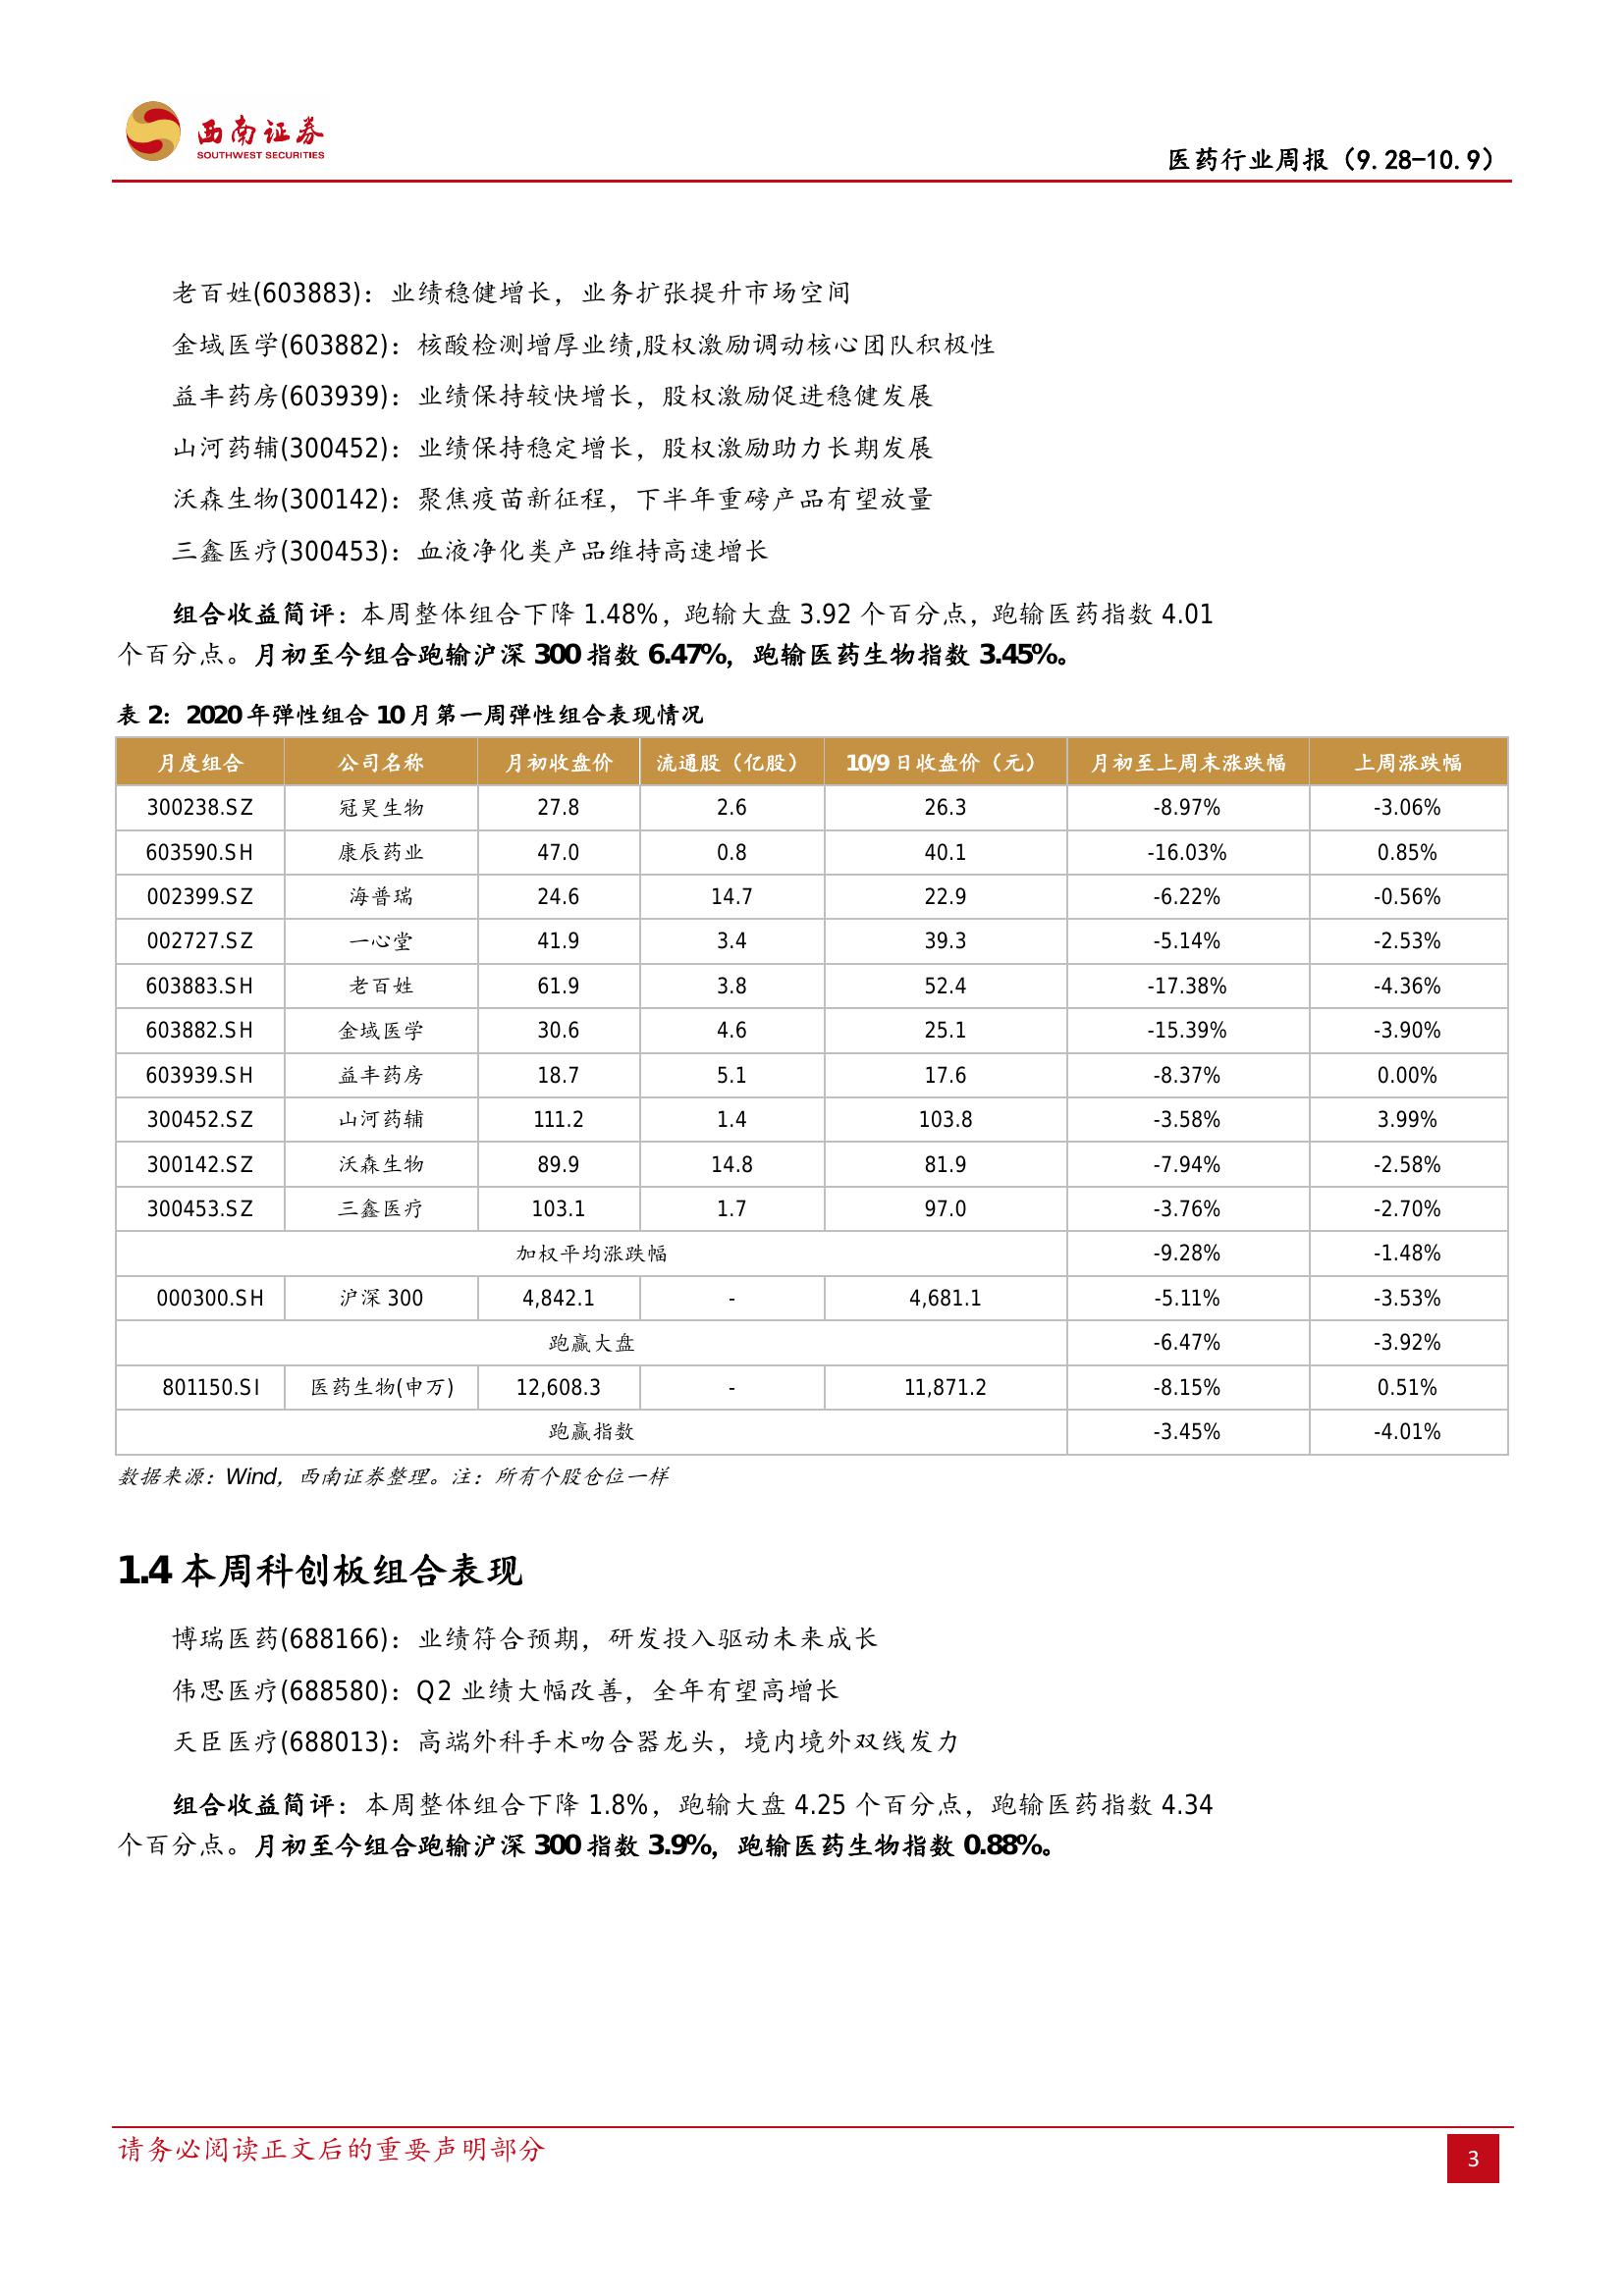 西南证券
SOUTHWEST SECURITIES
医药行业周报（9.28-10.9）
老百姓(603883)：业绩稳健增长，业务扩张提升市场空间
金域医学(603882)：核酸检测增厚业绩,股权激励调动核心团队积极性
益丰药房(603939)：业绩保持较快增长，股权激励促进稳健发展
山河药辅(300452)：业绩保持稳定增长，股权激励助力长期发展
沃森生物(300142)：聚焦疫苗新征程，下半年重磅产品有望放量
三鑫医疗(300453)：血液净化类产品维持高速增长
组合收益简评：本周整体组合下降 1.48%，跑输大盘 3.92 个百分点，跑输医药指数 4.01
个百分点。月初至今组合跑输沪深 300 指数 6.47%，跑输医药生物指数 3.45%。
表 2：2020 年弹性组合 10 月第一周弹性组合表现情况
月度组合 公司名称 月初收盘价 流通股（亿股） 10/9 日收盘价（元） 月初至上周末涨跌幅 上周涨跌幅
300238.SZ 冠昊生物 27.8 2.6 26.3 -8.97% -3.06%
603590.SH 康辰药业 47.0 0.8 40.1 -16.03% 0.85%
002399.SZ 海普瑞 24.6 14.7 22.9 -6.22% -0.56%
002727.SZ 一心堂 41.9 3.4 39.3 -5.14% -2.53%
603883.SH 老百姓 61.9 3.8 52.4 -17.38% -4.36%
603882.SH 金域医学 30.6 4.6 25.1 -15.39% -3.90%
603939.SH 益丰药房 18.7 5.1 17.6 -8.37% 0.00%
300452.SZ 山河药辅 111.2 1.4 103.8 -3.58% 3.99%
300142.SZ 沃森生物 89.9 14.8 81.9 -7.94% -2.58%
300453.SZ 三鑫医疗 103.1 1.7 97.0 -3.76% -2.70%
加权平均涨跌幅 -9.28% -1.48%
000300.SH 沪深 300 4,842.1 - 4,681.1 -5.11% -3.53%
跑赢大盘 -6.47% -3.92%
801150.SI 医药生物(申万) 12,608.3 - 11,871.2 -8.15% 0.51%
跑赢指数 -3.45% -4.01%
数据来源：Wind，西南证券整理。注：所有个股仓位一样
1.4 本周科创板组合表现
博瑞医药(688166)：业绩符合预期，研发投入驱动未来成长
伟思医疗(688580)：Q2 业绩大幅改善，全年有望高增长
天臣医疗(688013)：高端外科手术吻合器龙头，境内境外双线发力
组合收益简评：本周整体组合下降 1.8%，跑输大盘 4.25 个百分点，跑输医药指数 4.34
个百分点。月初至今组合跑输沪深 300 指数 3.9%，跑输医药生物指数 0.88%。
请务必阅读正文后的重要声明部分
3